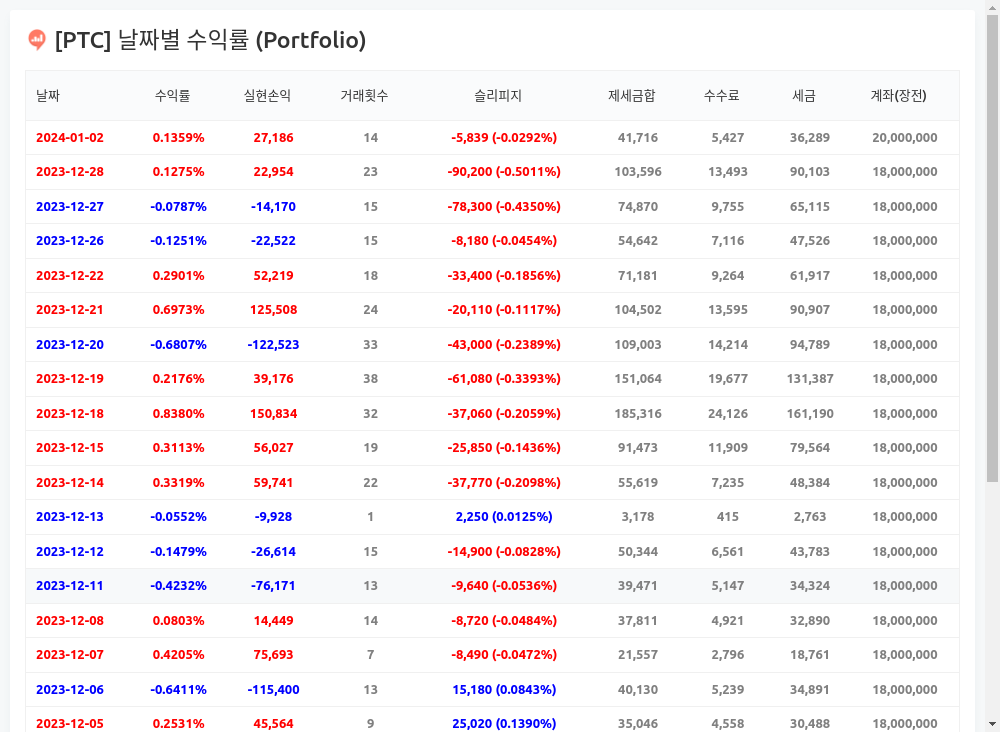 [PTC] 날짜별 수익률 (Portfolio)
날짜 수익률 실현손익 거래횟수 슬리피지 제세금합 수수료 세금 계좌(장전)
2024-01-02 0.1359% 27,186 14 -5,839 (-0.0292%) 41,716 5,427 36,289 20,000,000
2023-12-28 0.1275% 22,954 23 -90,200 (-0.5011%) 103,596 13,493 90,103 18,000,000
2023-12-27 -0.0787% -14,170 15 -78,300 (-0.4350%) 74,870 9,755 65,115 18,000,000
2023-12-26 -0.1251% -22,522 15 -8,180 (-0.0454%) 54,642 7,116 47,526 18,000,000
2023-12-22 0.2901% 52,219 18 -33,400 (-0.1856%) 71,181 9,264 61,917 18,000,000
2023-12-21 0.6973% 125,508 24 -20,110 (-0.1117%) 104,502 13,595 90,907 18,000,000
2023-12-20 -0.6807% -122,523 33 -43,000 (-0.2389%) 109,003 14,214 94,789 18,000,000
2023-12-19 0.2176% 39,176 38 -61,080 (-0.3393%) 151,064 19,677 131,387 18,000,000
2023-12-18 0.8380% 150,834 32 -37,060 (-0.2059%) 185,316 24,126 161,190 18,000,000
2023-12-15 0.3113% 56,027 19 -25,850 (-0.1436%) 91,473 11,909 79,564 18,000,000
2023-12-14 0.3319% 59,741 22 -37,770 (-0.2098%) 55,619 7,235 48,384 18,000,000
2023-12-13 -0.0552% -9,928 1 2,250 (0.0125%) 3,178 415 2,763 18,000,000
2023-12-12 -0.1479% -26,614 15 -14,900 (-0.0828%) 50,344 6,561 43,783 18,000,000
2023-12-11 -0.4232% -76,171 13 -9,640 (-0.0536%) 39,471 5,147 34,324 18,000,000
2023-12-08 0.0803% 14,449 14 -8,720 (-0.0484%) 37,811 4,921 32,890 18,000,000
2023-12-07 0.4205% 75,693 7 -8,490 (-0.0472%) 21,557 2,796 18,761 18,000,000
2023-12-06 -0.6411% -115,400 13 15,180 (0.0843%) 40,130 5,239 34,891 18,000,000
2023-12-05 0.2531% 45,564 9 25,020 (0.1390%) 35,046 4,558 30,488 18,000,000